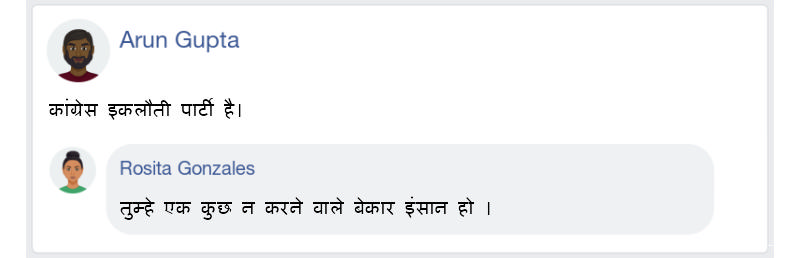 Arun Gupta
कांग्रेस इकलौती पार्टी है।
Rosita Gonzales
तुम्हे एक कुछ न करने वाले बेकार इंसान हो ।